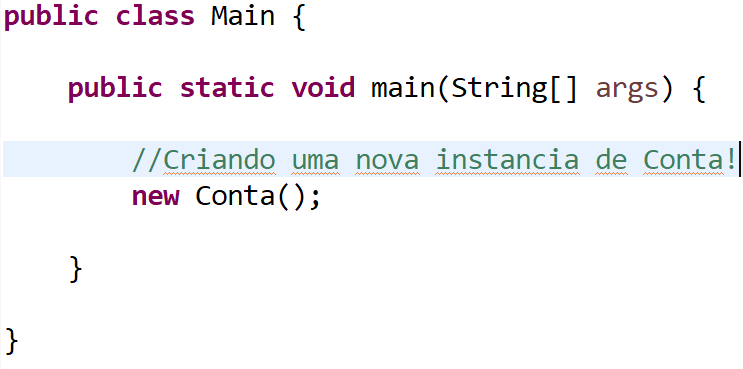 public class Main {
public static void main(String[] args) {
//Criando uma nova instancia de Conta!
new Conta();
}
}